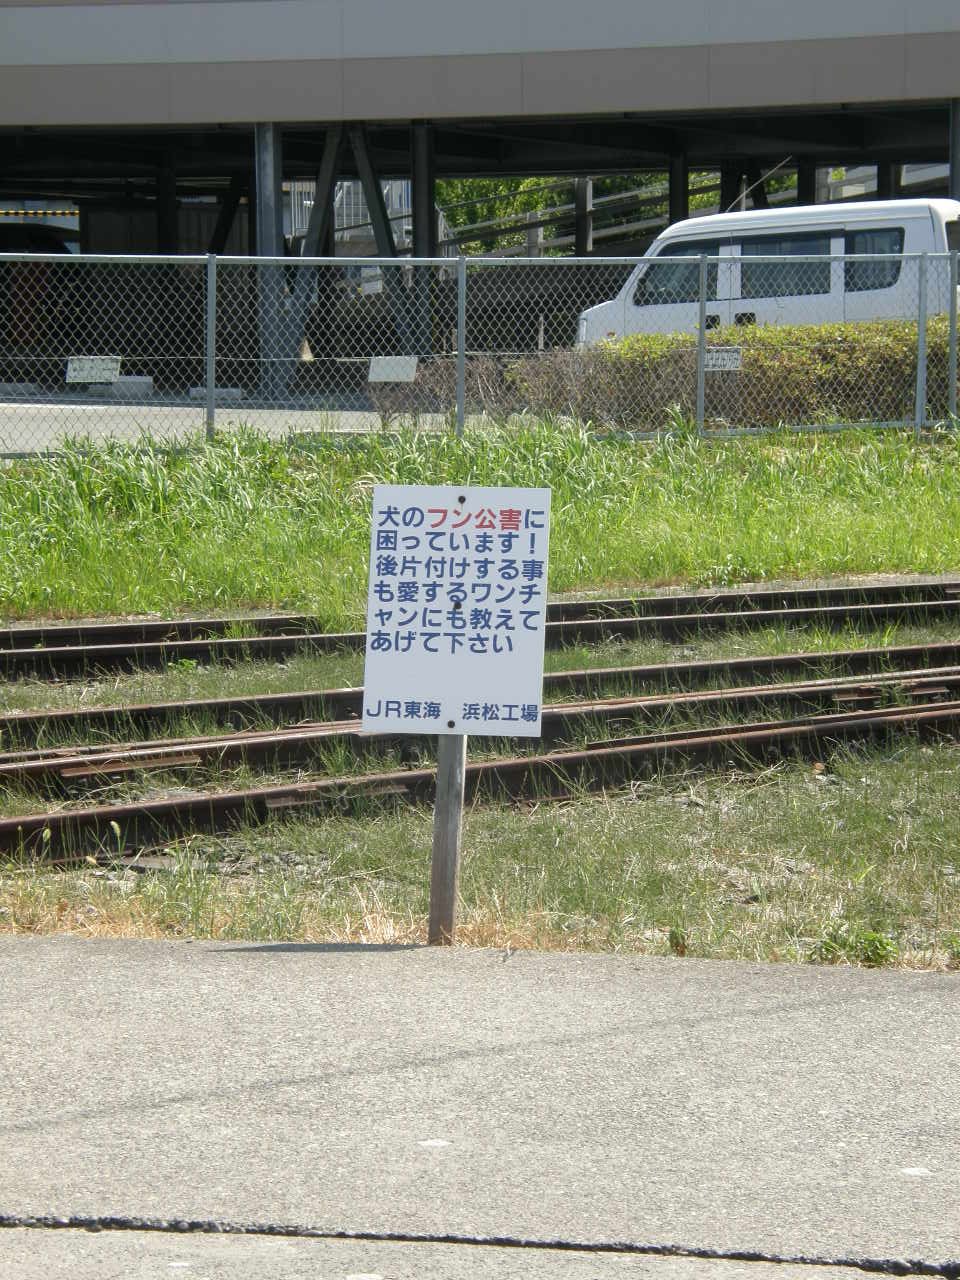 犬のフン公害に
困っています！
後片付けする事
も愛するワンチ
ャンにも教えて
あげて下さい
JR東海　浜松工場